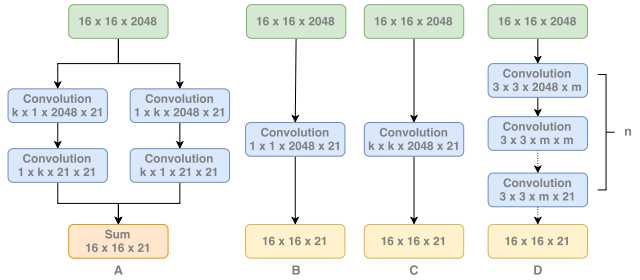 16 x 16 x 2048
16 x 16 x 2048
16 x 16 x 2048
16 x 16 x 2048
Convolution
k x 1 x 2048 x 21
Convolution
1 x k x 2048 x 21
Convolution
1 x k x 21 x 21
Convolution
k x 1 x 21 x 21
Sum
16 x 16 x 21
A
Convolution
1 x 1 x 2048 x 21
16 x 16 x 21
B
Convolution
k x k x 2048 x 21
16 x 16 x 21
C
Convolution
3 x 3 x 2048 x m
Convolution
3 x 3 x m x m
Convolution
3 x 3 x m x 21
n
16 x 16 x 21
D